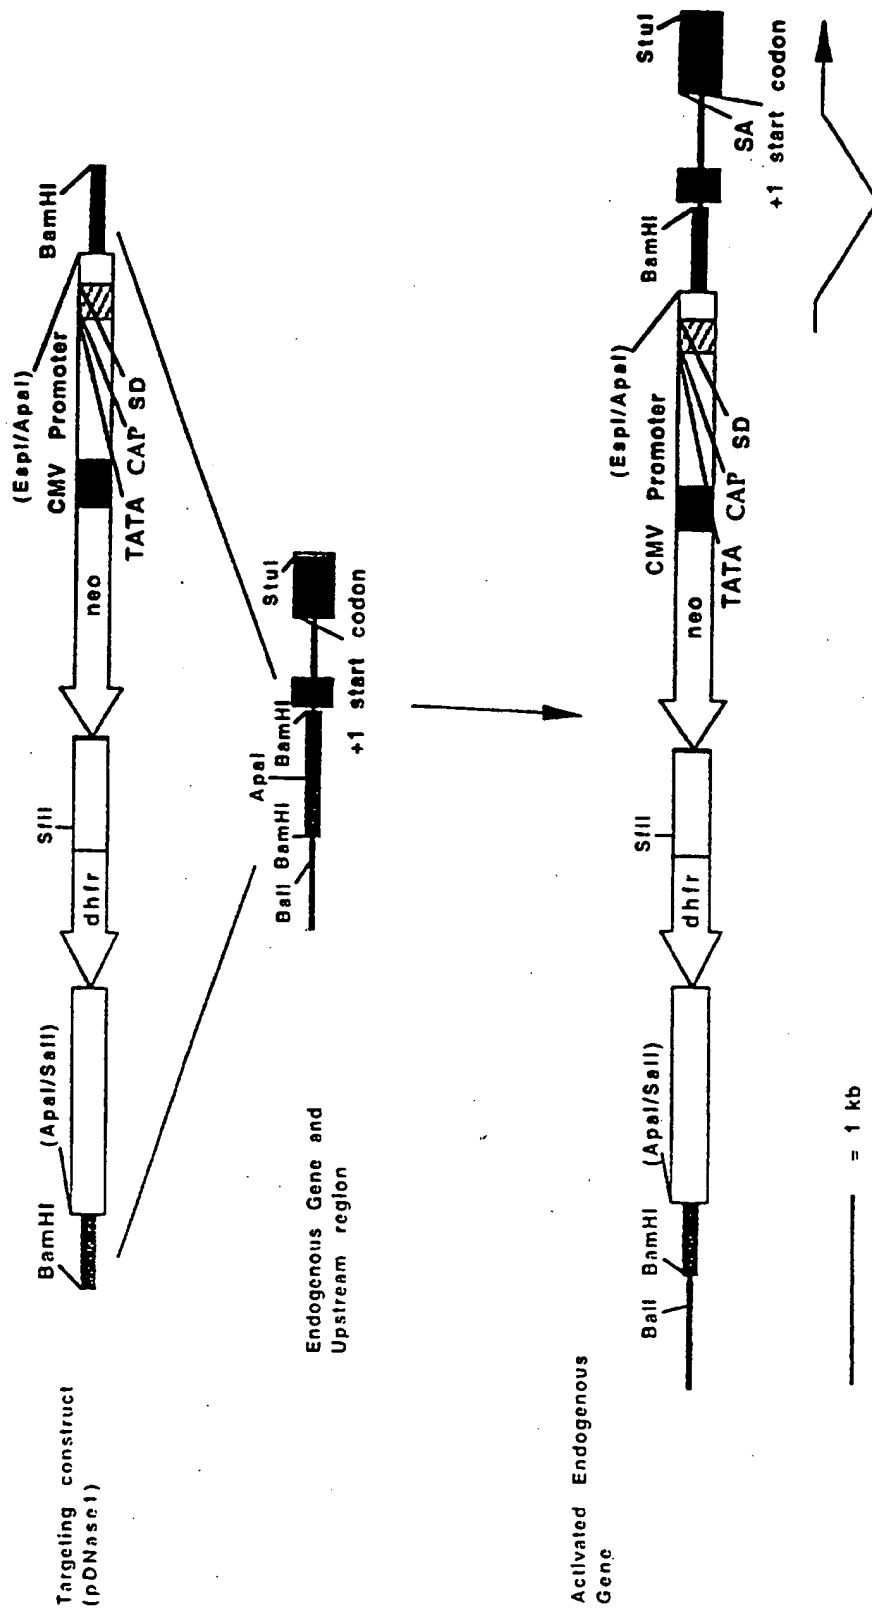 Targeting construct
(pDNase1)
BamHI
(ApaI/SalI)
dhfr
SfiI
neo
CMV Promoter
(EspI/ApaI)
TATA CAP SD
BamHI
Endogenous Gene and
Upstream region
BalI
BamHI
ApaI
BamHI
StuI
+1 start codon
Activated Endogenous
Gene
BalI
BamHI
(ApaI/SalI)
dhfr
SfiI
neo
CMV Promoter
(EspI/ApaI)
TATA CAP SD
BamHI
StuI
SA
+1 start codon
= 1 kb